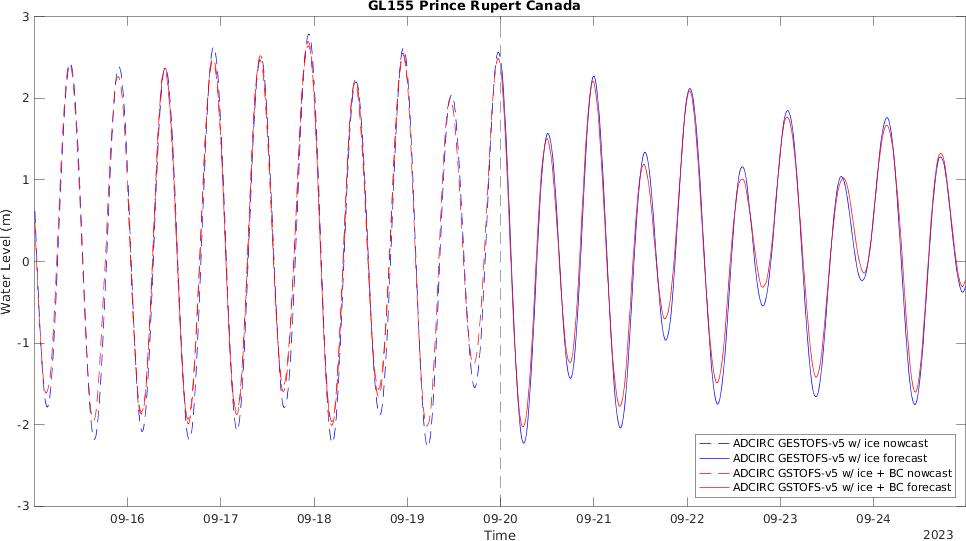 GL155 Prince Rupert Canada
3
2
1
0
-1
-2
-3
Water Level (m)
ADCIRC GESTOFS-v5 w/ ice nowcast
ADCIRC GESTOFS-v5 w/ ice forecast
ADCIRC GSTOFS-v5 w/ ice + BC nowcast
ADCIRC GSTOFS-v5 w/ ice + BC forecast
09-16 09-17 09-18 09-19 09-20 09-21 09-22 09-23 09-24
Time
2023